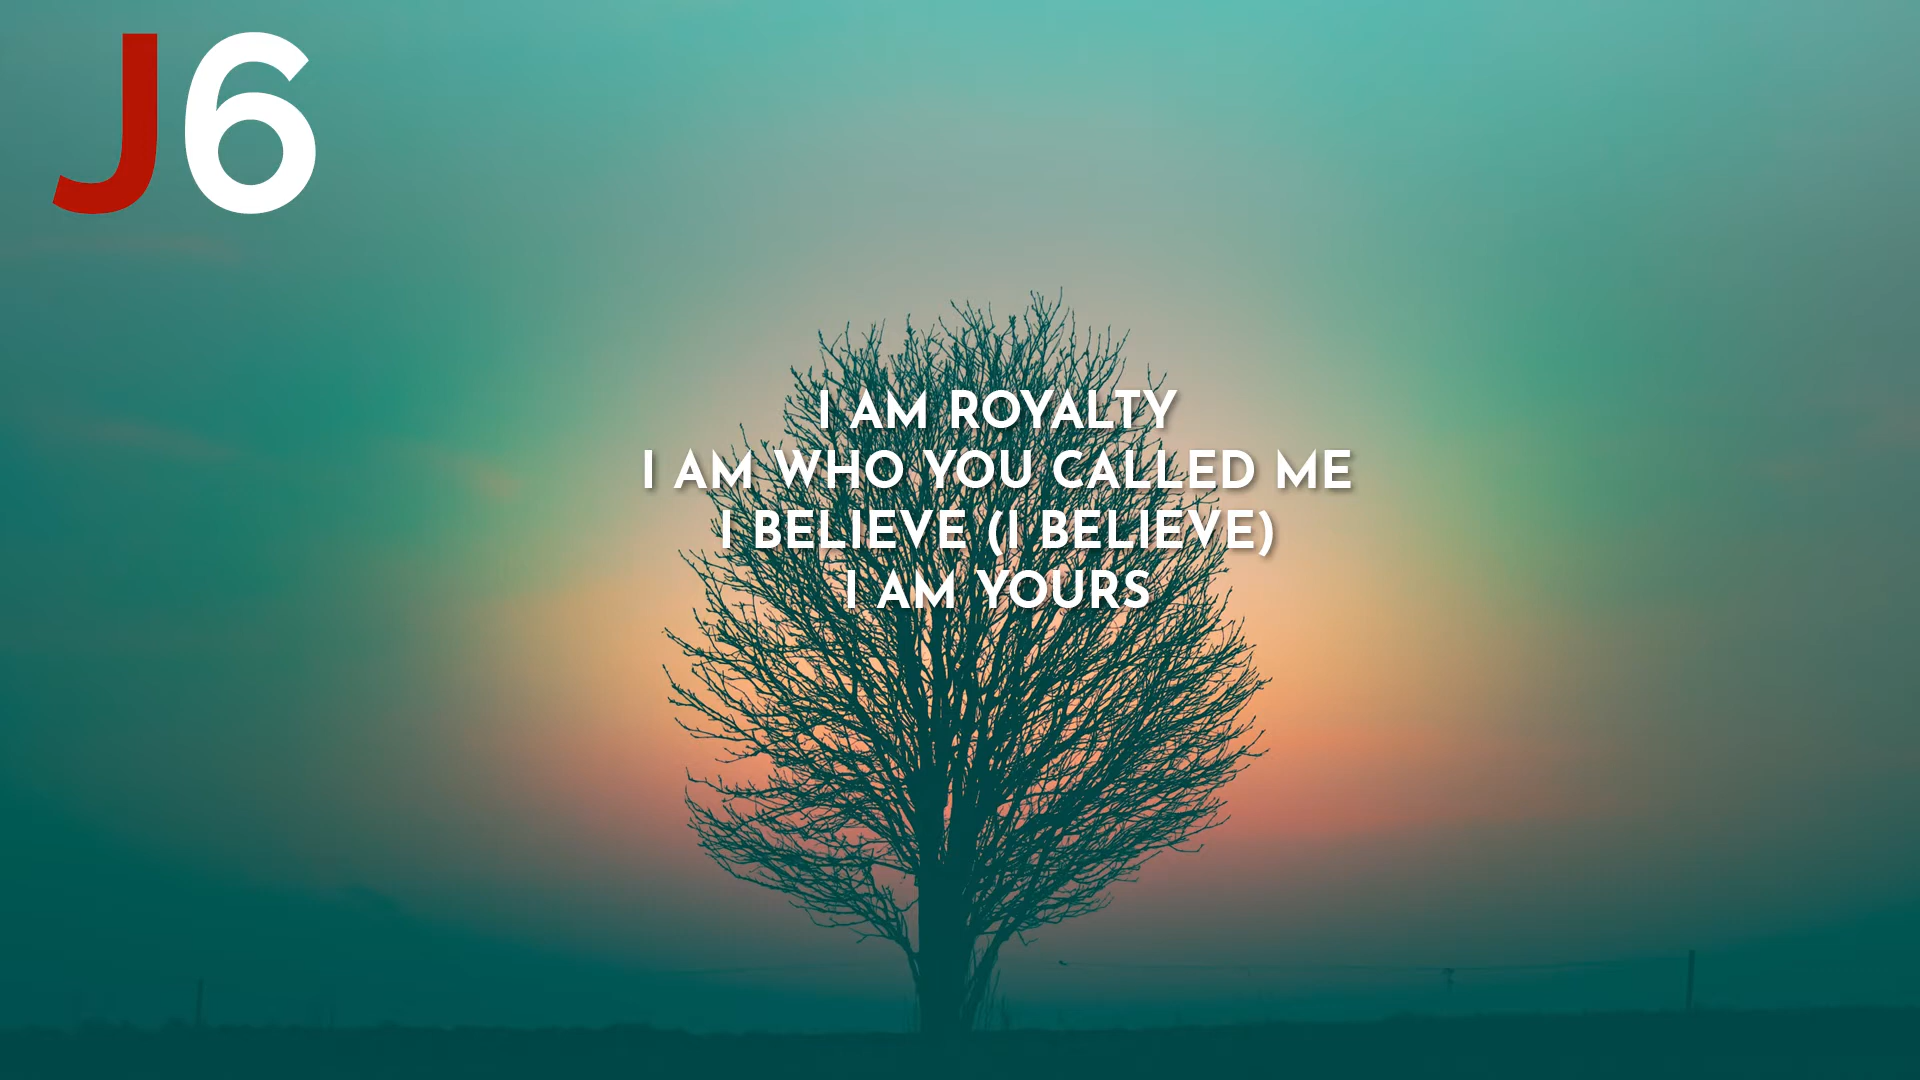 J6
I AM ROYALTY
I AM WHO YOU CALLED ME
I BELIEVE (I BELIEVE)
I AM YOURS